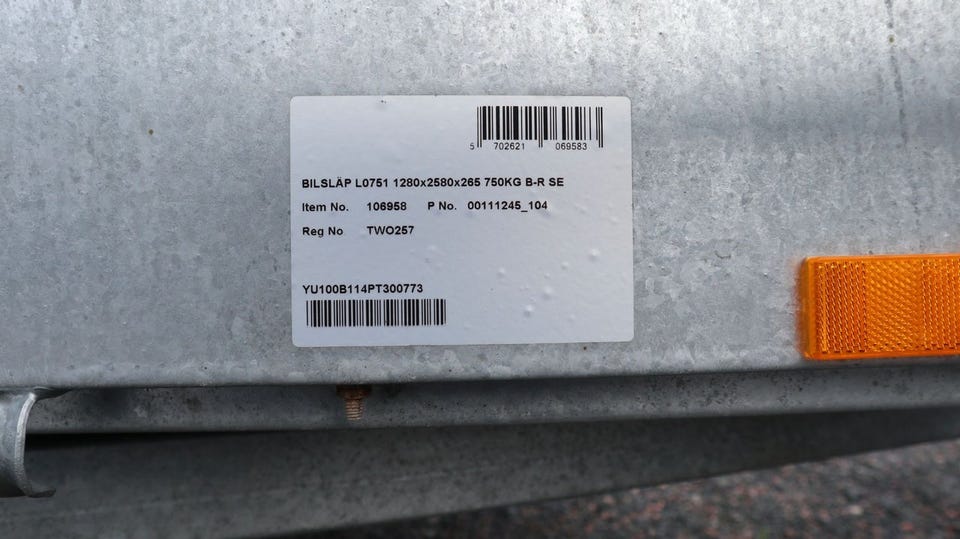 5 702621 069583
BILSLÄP L0751 1280x2580x265 750KG B-R SE
Item No. 106958 P No. 00111245_104
Reg No TWO257
YU100B114PT300773